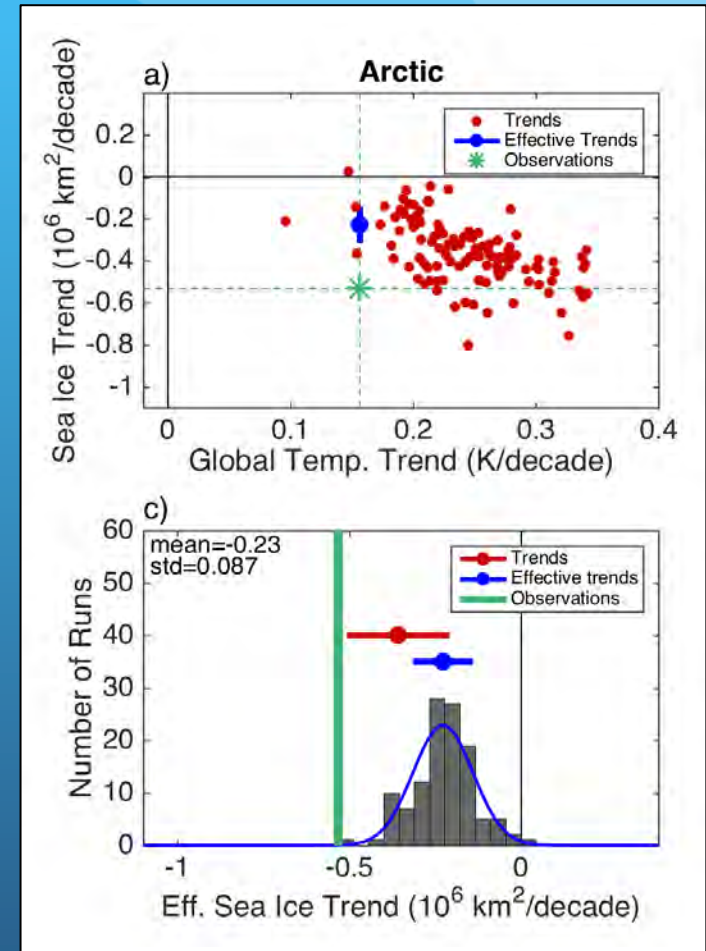 a)
Arctic
Sea Ice Trend (10⁶ km²/decade)
0.4
0.2
0
-0.2
-0.4
-0.6
-0.8
-1
Trends
Effective Trends
Observations
0
0.1
0.2
0.3
0.4
Global Temp. Trend (K/decade)
c)
Number of Runs
60
50
40
30
20
10
0
mean=-0.23
std=0.087
Trends
Effective trends
Observations
-1
-0.5
0
Eff. Sea Ice Trend (10⁶ km²/decade)